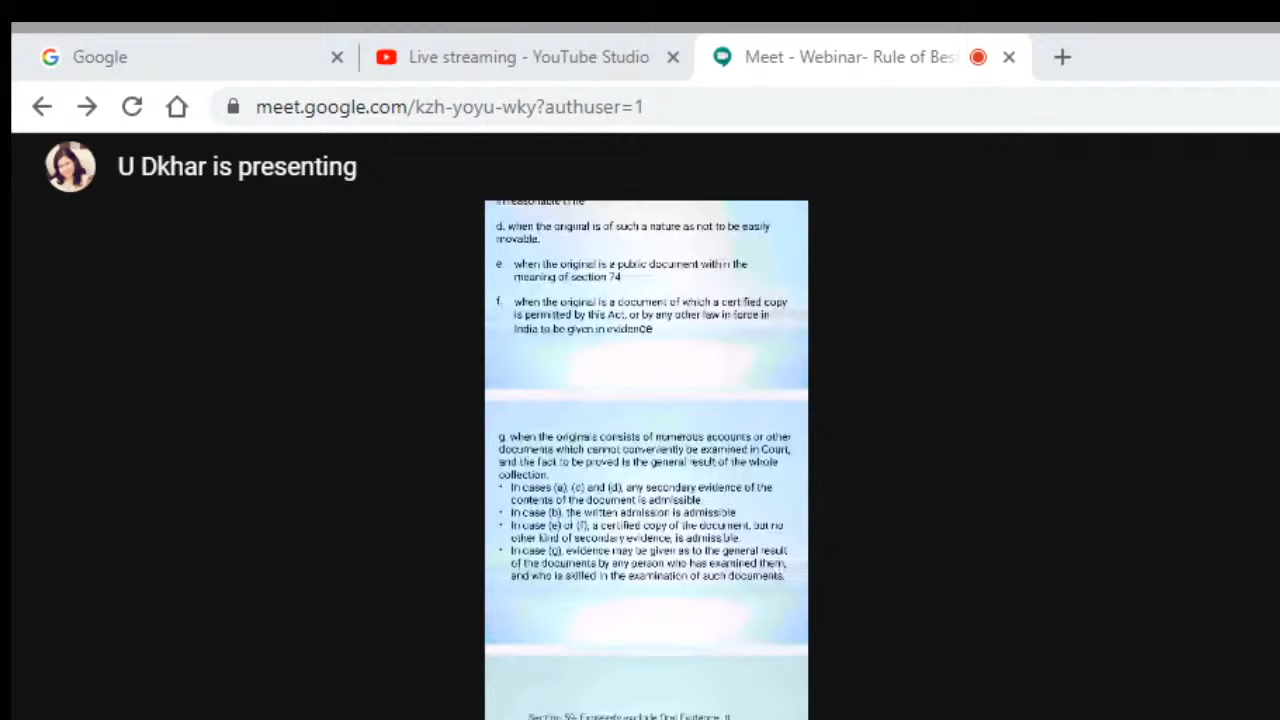 Google
Live streaming - YouTube Studio
Meet - Webinar- Rule of Bes
meet.google.com/kzh-yoyu-wky?authuser=1
U Dkhar is presenting
reasonable time
d. when the original is of such a nature as not to be easily
movable.
e. when the original is a public document within the
meaning of section 74
f. when the original is a document of which a certified copy
is permitted by this Act, or by any other law in force in
India to be given in evidence
g. when the originals consists of numerous accounts or other
documents which cannot conveniently be examined in Court,
and the fact to be proved is the general result of the whole
collection.
• In cases (a), (c) and (d), any secondary evidence of the
contents of the document is admissible.
• In case (b), the written admission is admissible
• In case (e) or (f), a certified copy of the document, but no
other kind of secondary evidence, is admissible.
• In case (g), evidence may be given as to the general result
of the documents by any person who has examined them,
and who is skilled in the examination of such documents.
Section 59- Expressly exclude Oral Evidence.